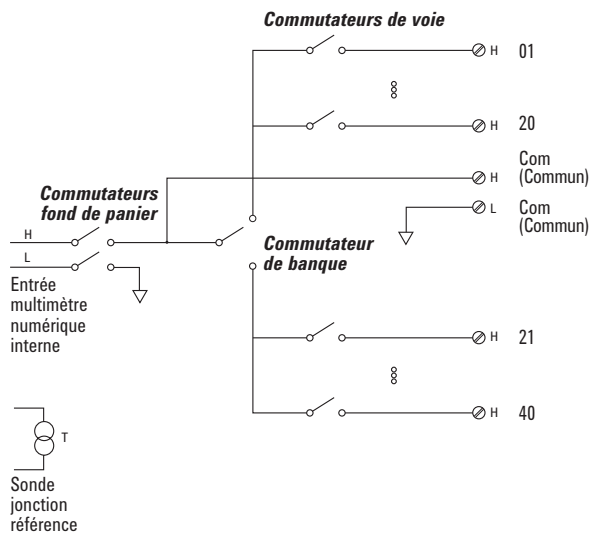 Commutateurs de voie
H 01
H 20
Com
H (Commun)
L Com
(Commun)
Commutateurs
fond de panier
H
L
Commutateur
de banque
Entrée
multimètre
numérique
interne
H 21
H 40
T
Sonde
jonction
référence